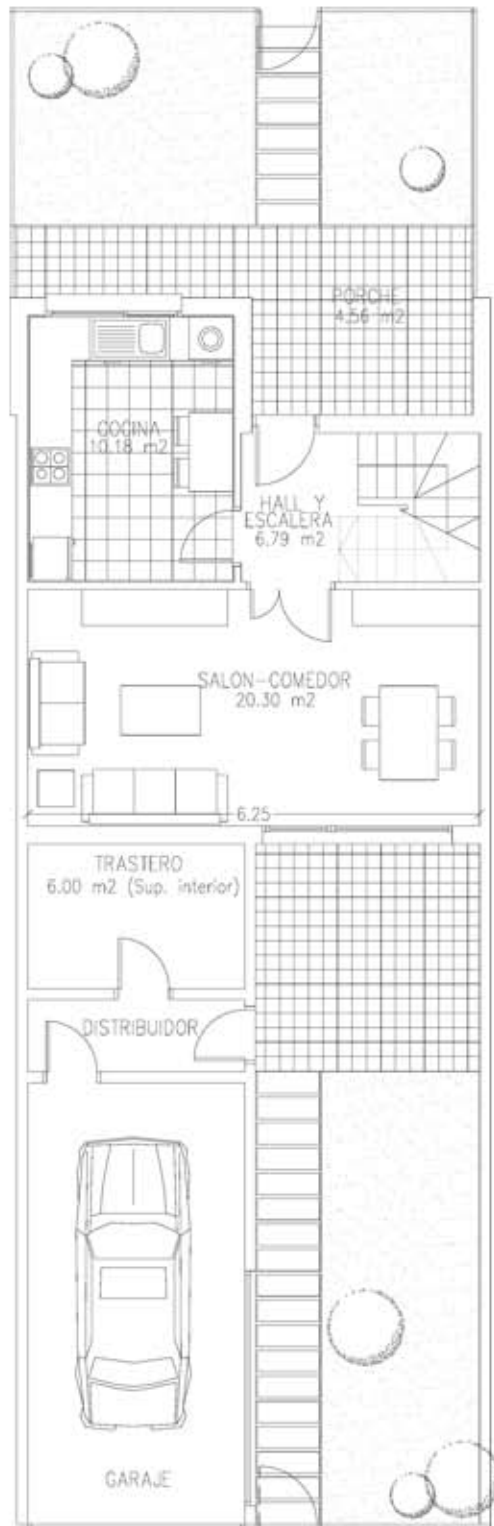 PORCHE
4.56 m2
COCINA
10.18 m2
HALL Y
ESCALERA
6.79 m2
SALON-COMEDOR
20.30 m2
6.25
TRASTERO
6.00 m2 (Sup. interior)
DISTRIBUIDOR
GARAJE